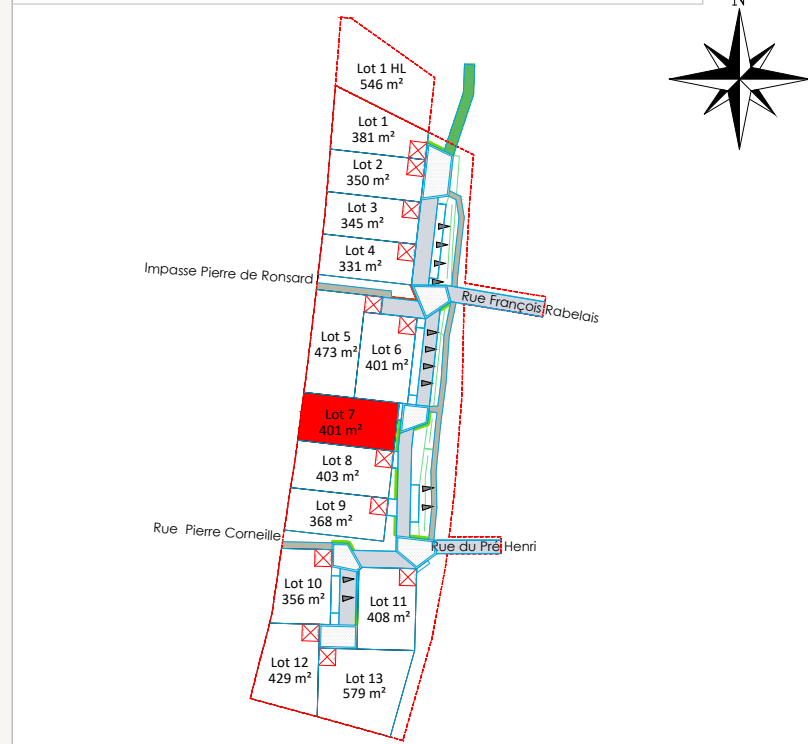 N
Lot 1 HL
546 m²
Lot 1
381 m²
Lot 2
350 m²
Lot 3
345 m²
Lot 4
331 m²
Impasse Pierre de Ronsard
Rue François Rabelais
Lot 5
473 m²
Lot 6
401 m²
Lot 7
401 m²
Lot 8
403 m²
Lot 9
368 m²
Rue Pierre Corneille
Rue du Pré Henri
Lot 10
356 m²
Lot 11
408 m²
Lot 12
429 m²
Lot 13
579 m²